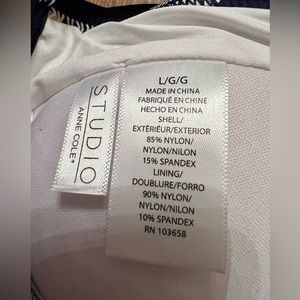 STUDIO
ANNE COLE®
L/G/G
MADE IN CHINA
FABRIQUÉ EN CHINE
HECHO EN CHINA
SHELL/
EXTÉRIEUR/EXTERIOR
85% NYLON/
NYLON/NILON
15% SPANDEX
LINING/
DOUBLURE/FORRO
90% NYLON/
NYLON/NILON
10% SPANDEX
RN 103658